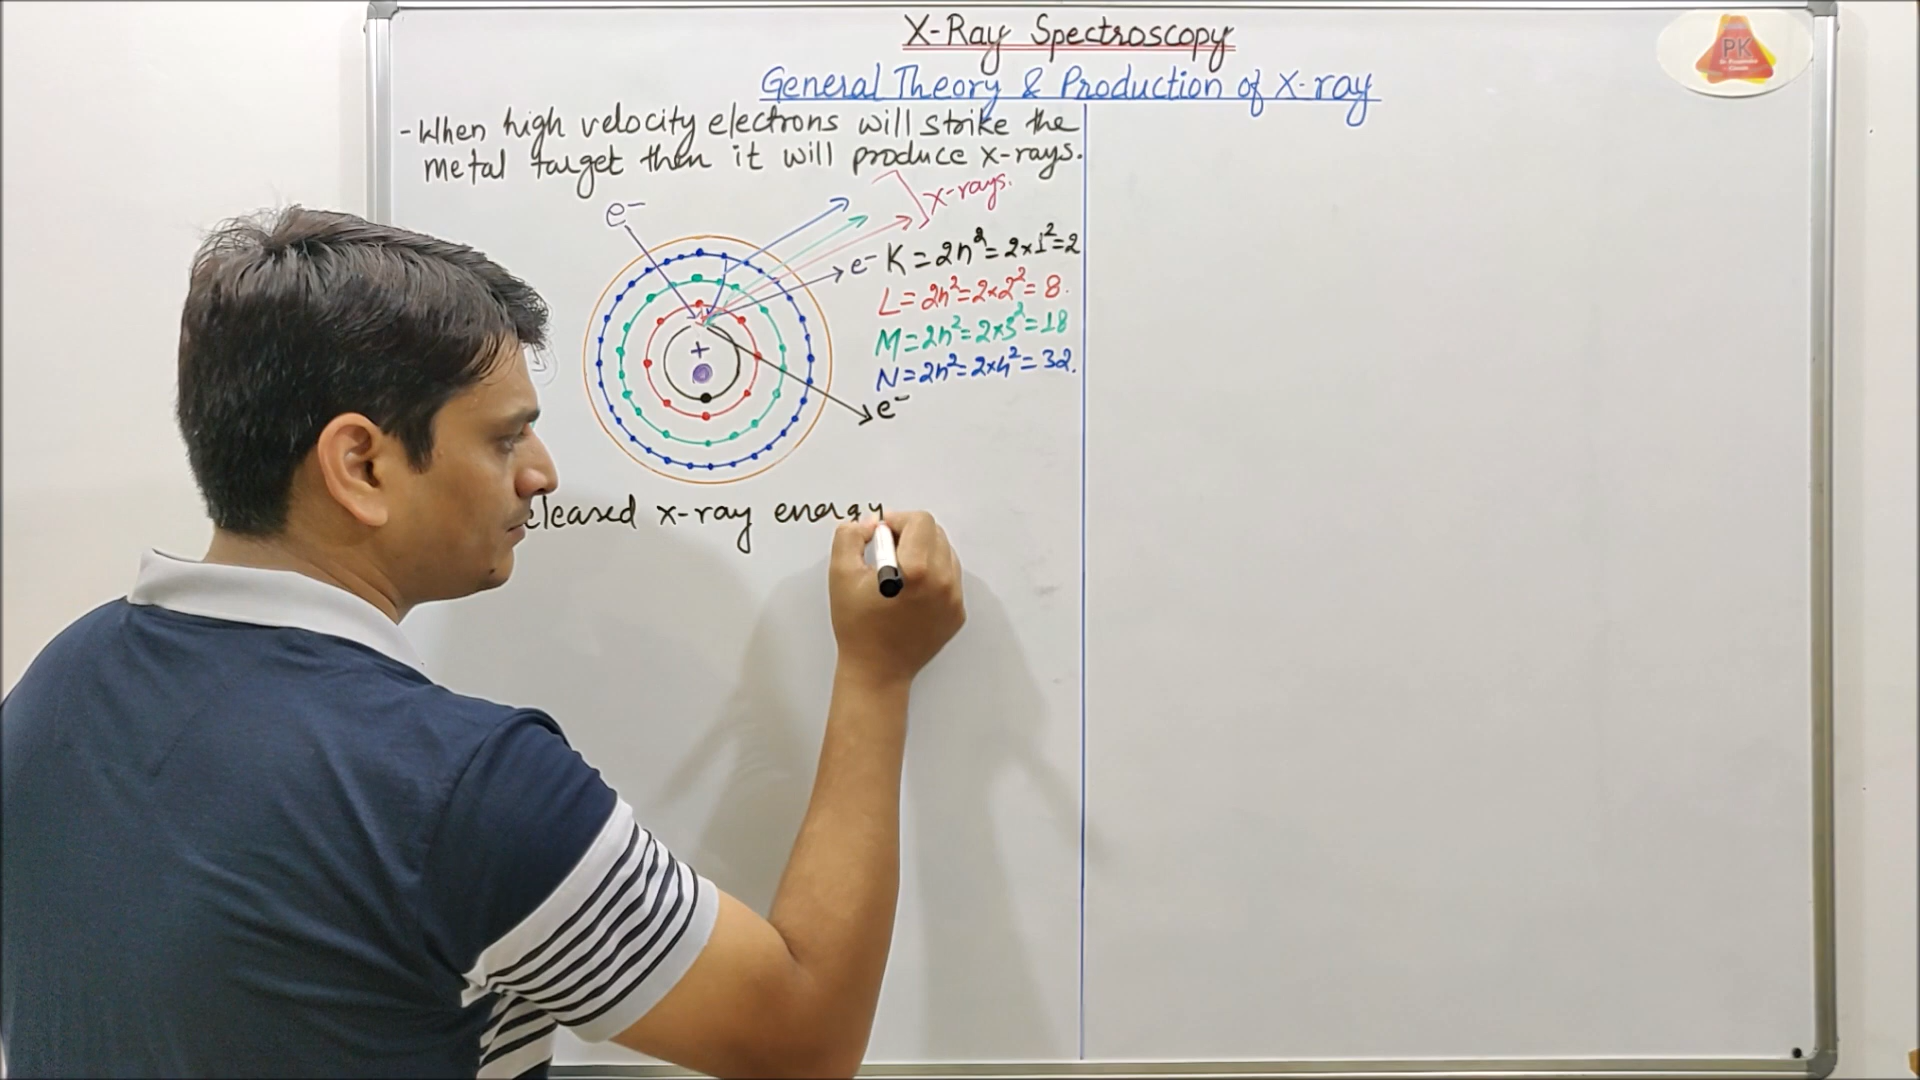 X-Ray Spectroscopy
General Theory & Production of X-ray
- When high velocity electrons will strike the
metal target then it will produce x-rays.
x-rays.
e-
e- K = 2n² = 2×1² = 2
L = 2n² = 2×2² = 8.
M = 2n² = 2×3² = 18
N = 2n² = 2×4² = 32.
+
e-
eleased x-ray energy
PK